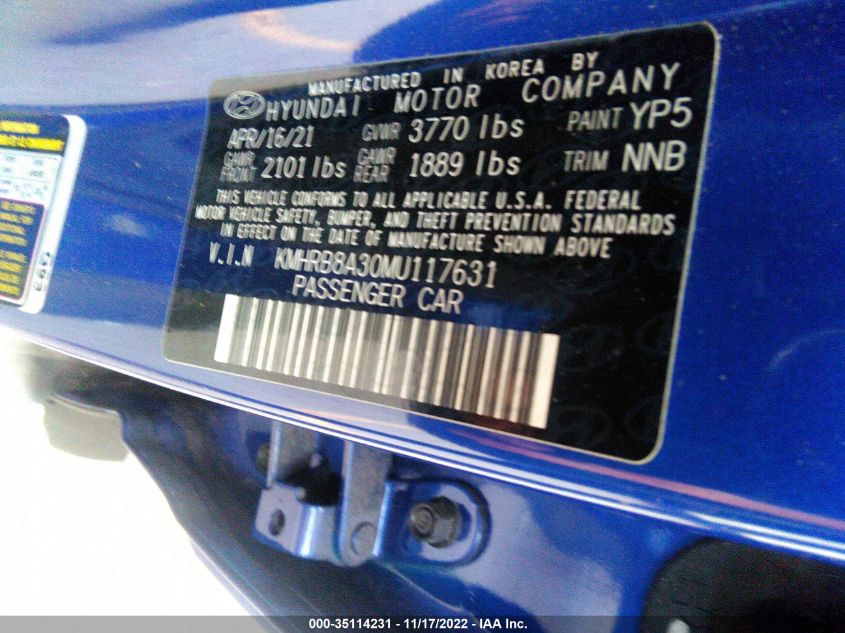 MANUFACTURED IN KOREA BY
HYUNDAI MOTOR COMPANY
APR/16/21 GVWR 3770 lbs PAINT YP5
GAWR FRONT 2101 lbs GAWR REAR 1889 lbs TRIM NNB
THIS VEHICLE CONFORMS TO ALL APPLICABLE U.S.A. FEDERAL
MOTOR VEHICLE SAFETY, BUMPER, AND THEFT PREVENTION STANDARDS
IN EFFECT ON THE DATE OF MANUFACTURE SHOWN ABOVE
V.I.N KMHRB8A30MU117631
PASSENGER CAR
000-35114231 - 11/17/2022 - IAA Inc.